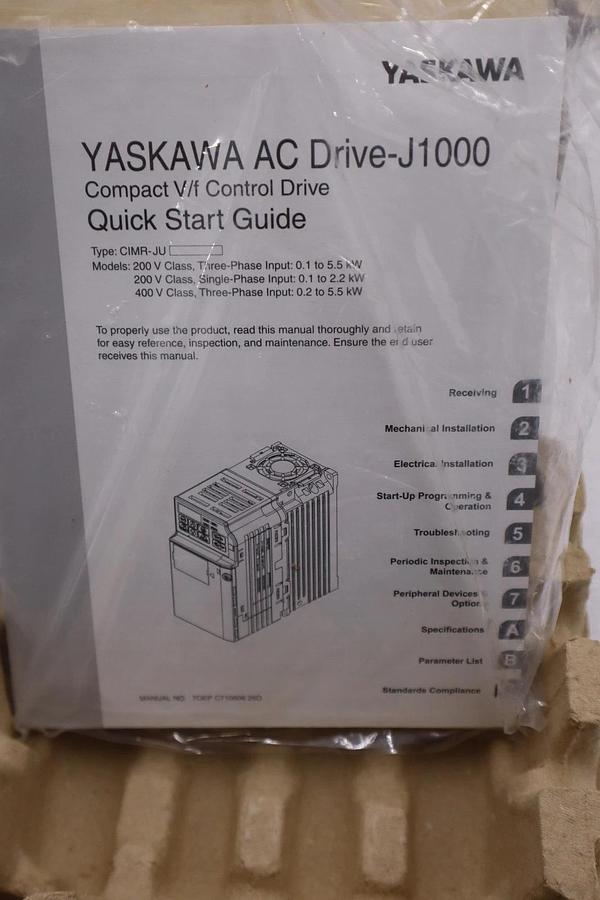 YASKAWA
YASKAWA AC Drive-J1000
Compact V/f Control Drive
Quick Start Guide
Type: CIMR-JU
Models: 200 V Class, Three-Phase Input: 0.1 to 5.5 kW
200 V Class, Single-Phase Input: 0.1 to 2.2 kW
400 V Class, Three-Phase Input: 0.2 to 5.5 kW
To properly use the product, read this manual thoroughly and retain
for easy reference, inspection, and maintenance. Ensure the end user
receives this manual.
Receiving 1
Mechanical Installation 2
Electrical Installation 3
Start-Up Programming & 4
Operation
Troubleshooting 5
Periodic Inspection & 6
Maintenance
Peripheral Devices & 7
Options
Specifications A
Parameter List B
Standards Compliance
MANUAL NO.